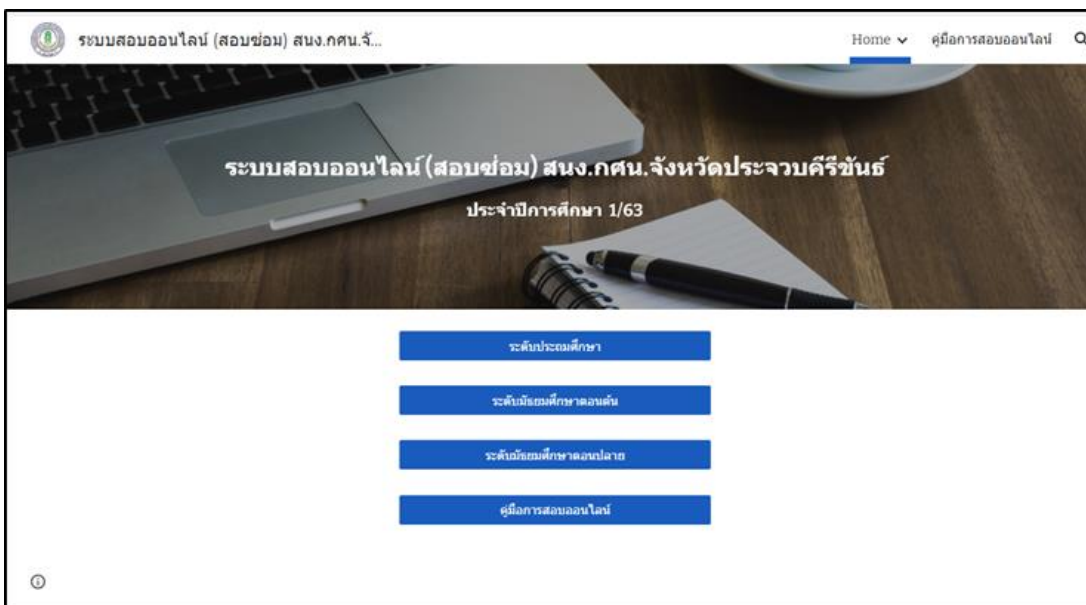 ระบบสอบออนไลน์ (สอบซ่อม) สนง.กศน.จั...
Home
คู่มือการสอบออนไลน์
ระบบสอบออนไลน์ (สอบซ่อม) สนง.กศน.จังหวัดประจวบคีรีขันธ์
ประจำปีการศึกษา 1/63
ระดับประถมศึกษา
ระดับมัธยมศึกษาตอนต้น
ระดับมัธยมศึกษาตอนปลาย
คู่มือการสอบออนไลน์